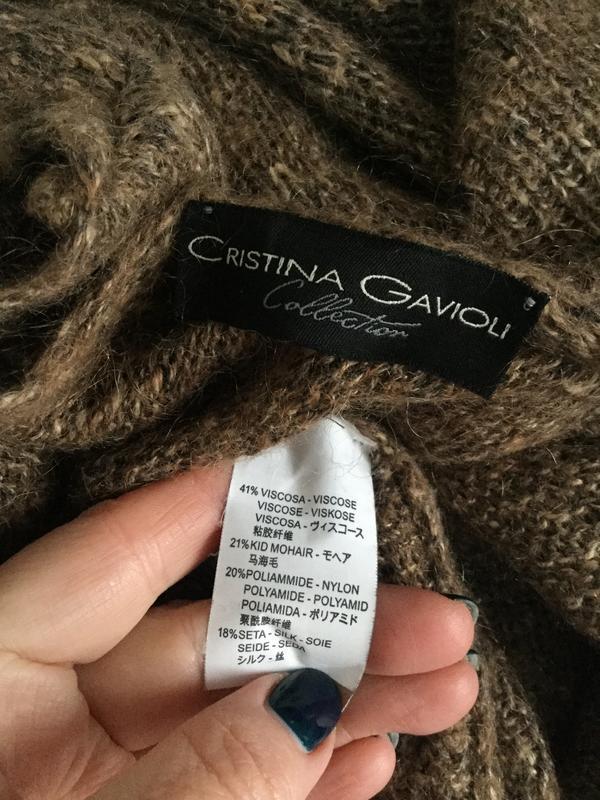 CRISTINA GAVIOLI
Collection
41% VISCOSA - VISCOSE
VISCOSE - VISKOSE
VISCOSA - ヴィスコース
粘胶纤维
21% KID MOHAIR - モヘア
马海毛
20% POLIAMMIDE - NYLON
POLYAMIDE - POLYAMID
POLIAMIDA - ポリアミド
聚酰胺纤维
18% SETA - SILK - SOIE
SEIDE - SEDA
シルク - 丝